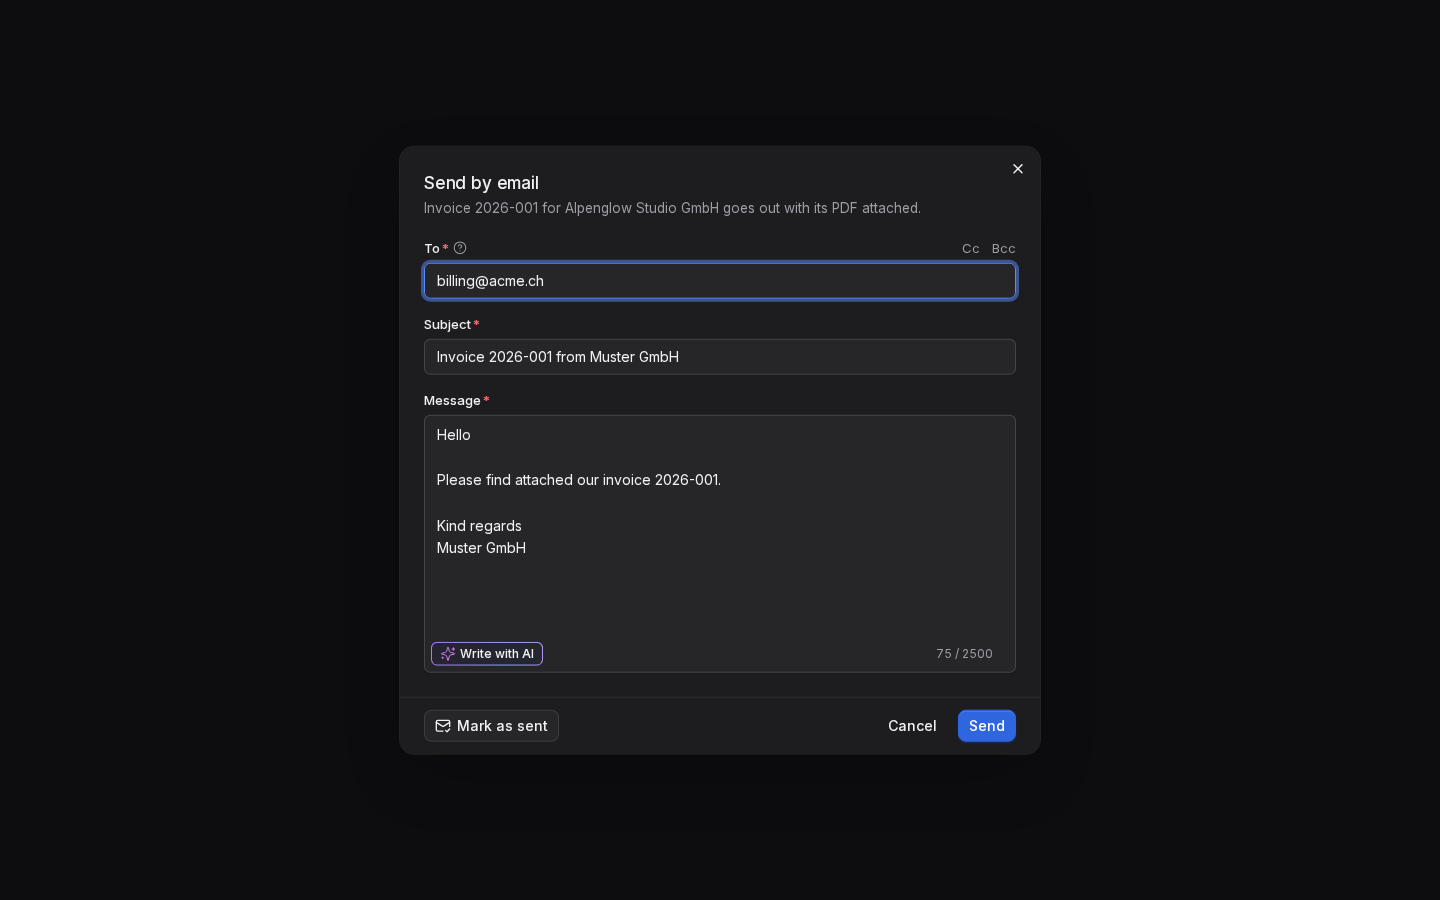 Send by email
Invoice 2026-001 for Alpenglow Studio GmbH goes out with its PDF attached.
To * Cc Bcc
billing@acme.ch
Subject *
Invoice 2026-001 from Muster GmbH
Message *
Hello
Please find attached our invoice 2026-001.
Kind regards
Muster GmbH
Write with AI 75 / 2500
Mark as sent Cancel Send